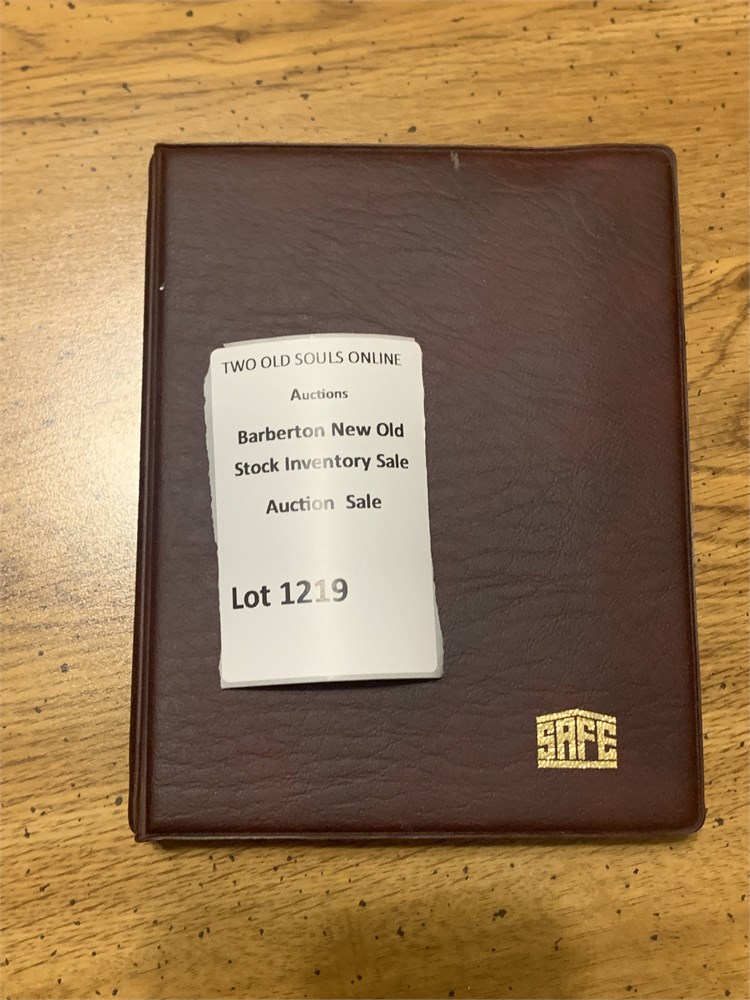 TWO OLD SOULS ONLINE
Auctions
Barberton New Old
Stock Inventory Sale
Auction Sale
Lot 1219
SAFE